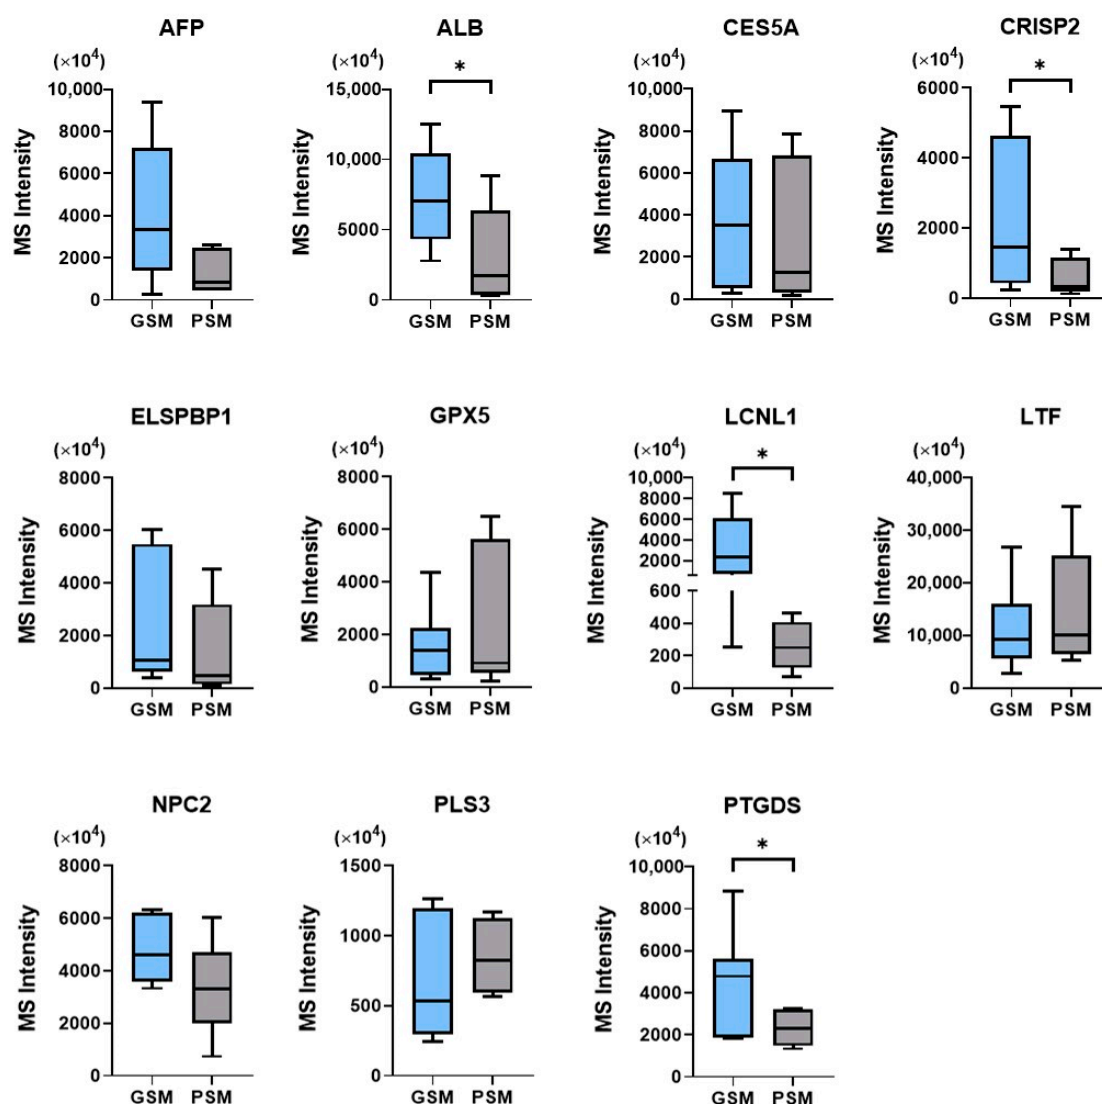 AFP
(×10⁴)
10,000
8000
6000
4000
2000
0
MS Intensity
GSM PSM
ALB
(×10⁴)
*
15,000
10,000
5000
0
MS Intensity
GSM PSM
CES5A
(×10⁴)
10,000
8000
6000
4000
2000
0
MS Intensity
GSM PSM
CRISP2
(×10⁴)
*
6000
4000
2000
0
MS Intensity
GSM PSM
ELSPBP1
(×10⁴)
8000
6000
4000
2000
0
MS Intensity
GSM PSM
GPX5
(×10⁴)
8000
6000
4000
2000
0
MS Intensity
GSM PSM
LCNL1
(×10⁴)
*
10,000
8000
6000
4000
2000
600
400
200
0
MS Intensity
GSM PSM
LTF
(×10⁴)
40,000
30,000
20,000
10,000
0
MS Intensity
GSM PSM
NPC2
(×10⁴)
8000
6000
4000
2000
0
MS Intensity
GSM PSM
PLS3
(×10⁴)
1500
1000
500
0
MS Intensity
GSM PSM
PTGDS
(×10⁴)
*
10,000
8000
6000
4000
2000
0
MS Intensity
GSM PSM